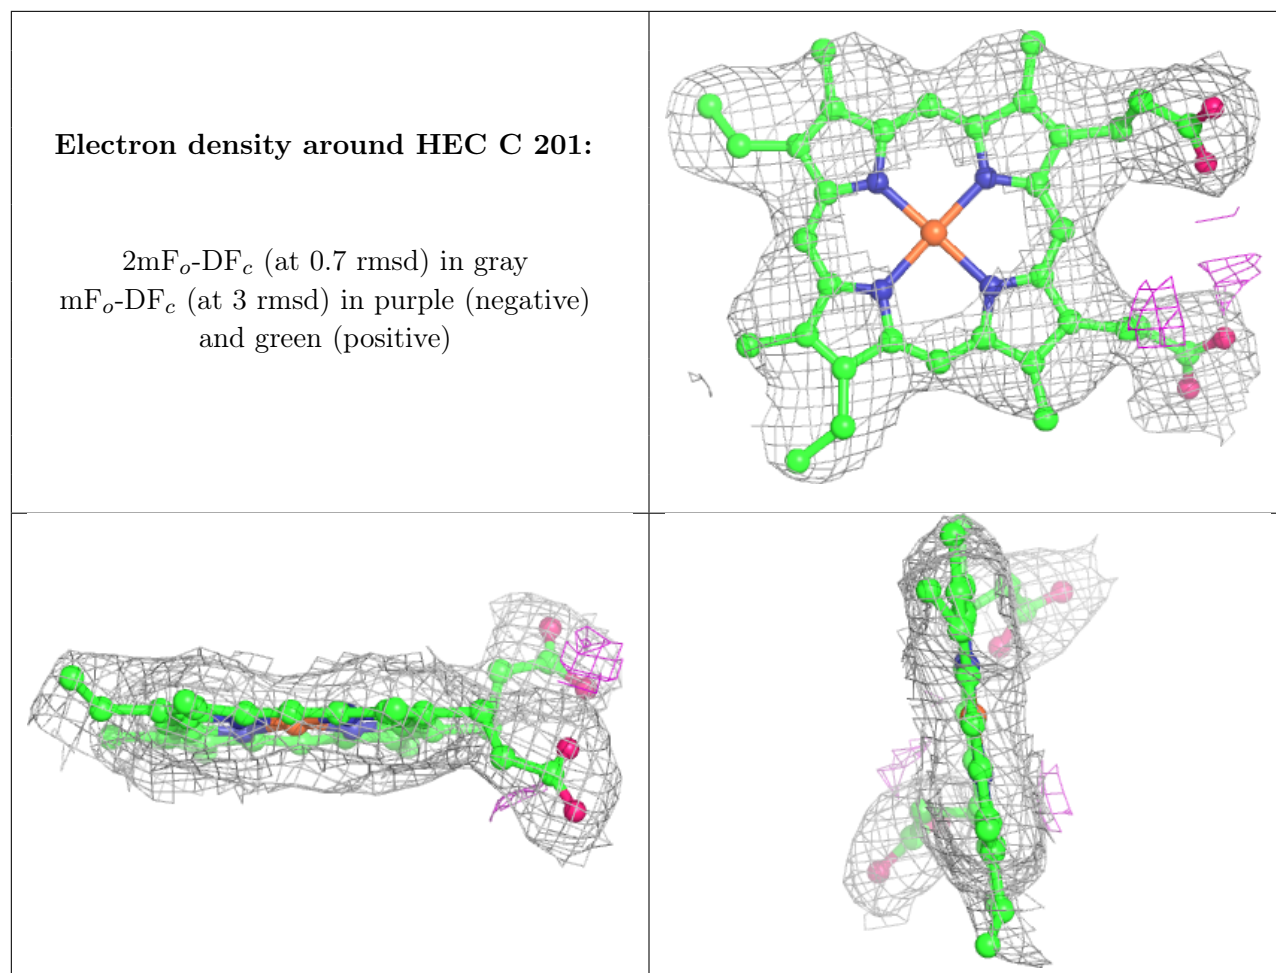 Electron density around HEC C 201:
2mFo-DFc (at 0.7 rmsd) in gray
mFo-DFc (at 3 rmsd) in purple (negative)
and green (positive)